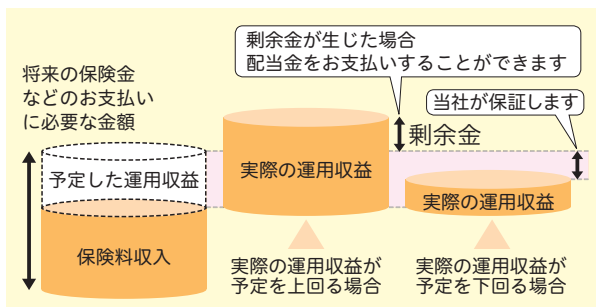 将来の保険金
などのお支払い
に必要な金額
予定した運用収益
保険料収入
剰余金が生じた場合
配当金をお支払いすることができます
剰余金
実際の運用収益
実際の運用収益が
予定を上回る場合
当社が保証します
実際の運用収益
実際の運用収益が
予定を下回る場合